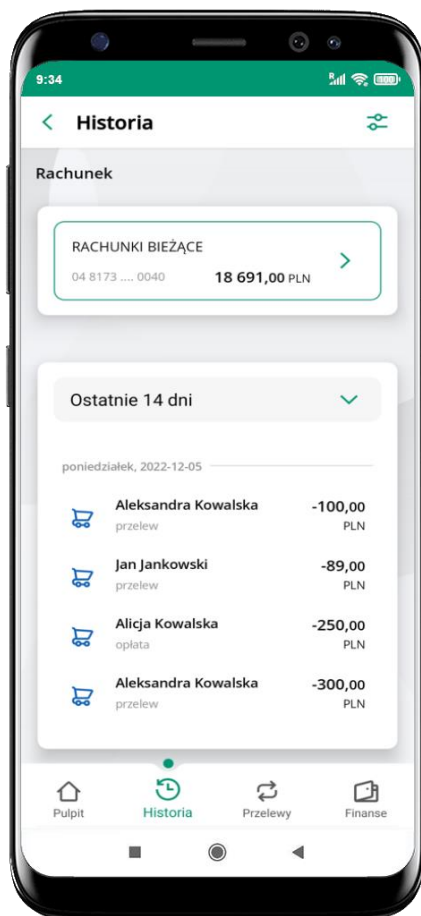 9:34
100
Historia
Rachunek
RACHUNKI BIEŻĄCE
04 8173 .... 0040 18 691,00 PLN
Ostatnie 14 dni
poniedziałek, 2022-12-05
Aleksandra Kowalska -100,00
przelew PLN
Jan Jankowski -89,00
przelew PLN
Alicja Kowalska -250,00
opłata PLN
Aleksandra Kowalska -300,00
przelew PLN
Pulpit Historia Przelewy Finanse